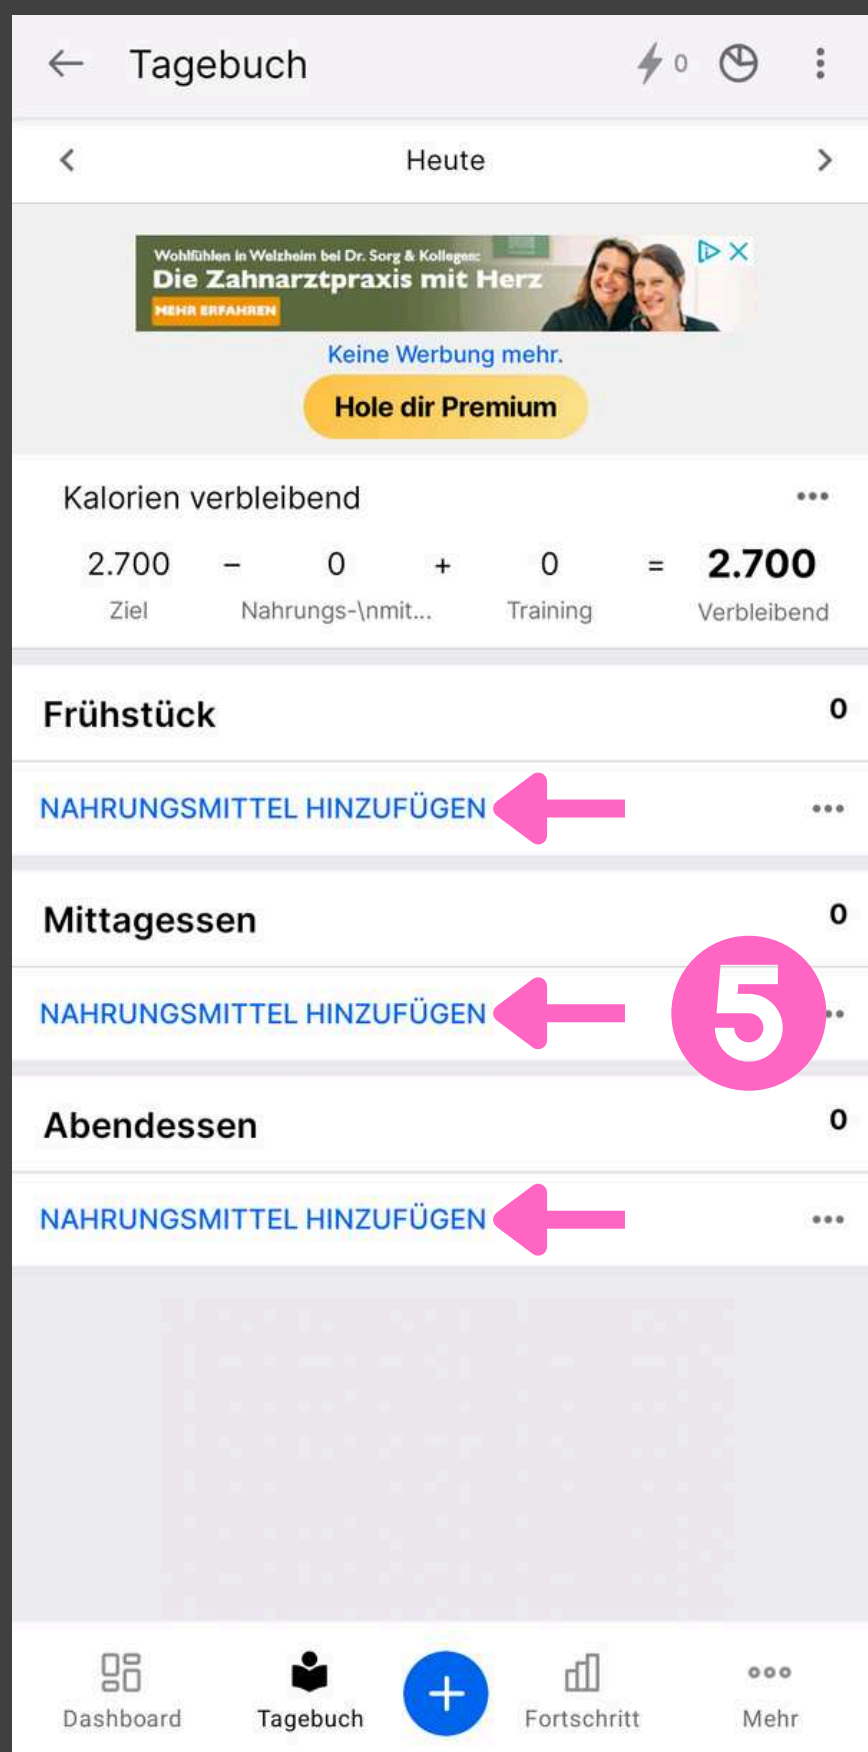 Tagebuch 0
Heute
Wohlfühlen in Welzheim bei Dr. Sorg & Kollegen:
Die Zahnarztpraxis mit Herz
MEHR ERFAHREN
Keine Werbung mehr.
Hole dir Premium
Kalorien verbleibend
2.700 – 0 + 0 = 2.700
Ziel Nahrungs-\nmit... Training Verbleibend
Frühstück 0
NAHRUNGSMITTEL HINZUFÜGEN
Mittagessen 0
NAHRUNGSMITTEL HINZUFÜGEN 5
Abendessen 0
NAHRUNGSMITTEL HINZUFÜGEN
Dashboard Tagebuch Fortschritt Mehr